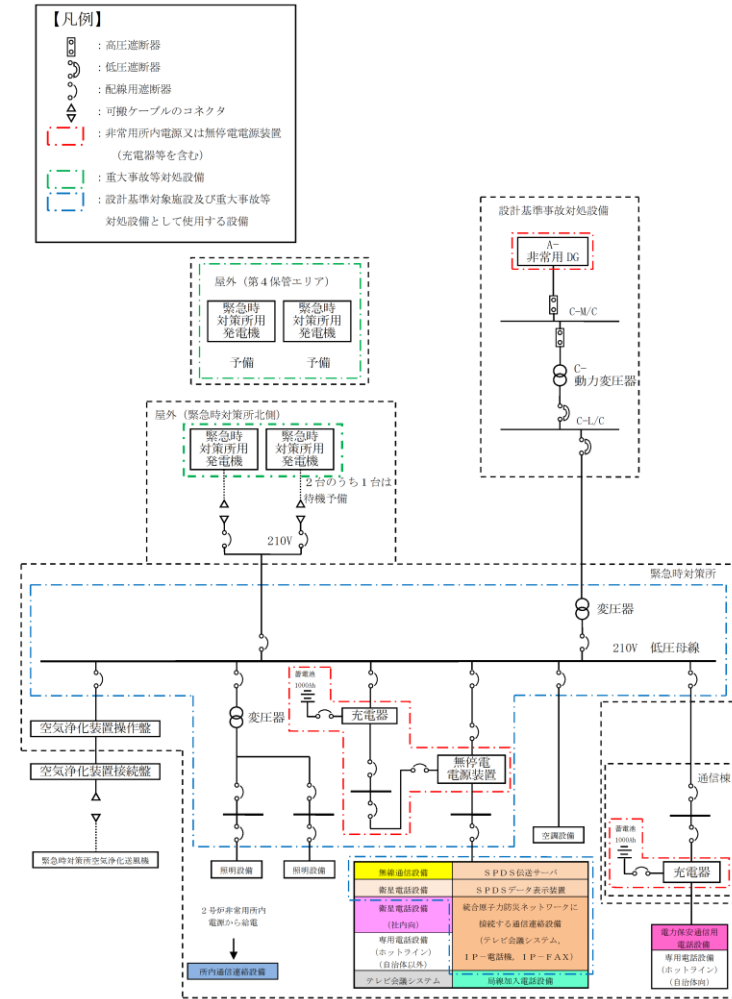 【凡例】
：高圧遮断器
：低圧遮断器
：配線用遮断器
：可搬ケーブルのコネクタ
：非常用所内電源又は無停電電源装置
（充電器等を含む）
：重大事故等対処設備
：設計基準対象施設及び重大事故等
対処設備として使用する設備
設計基準事故対処設備
A-
非常用 DG
C-M/C
C-
動力変圧器
C-L/C
屋外（第４保管エリア）
緊急時
対策所用
発電機
緊急時
対策所用
発電機
予備
予備
屋外（緊急時対策所北側）
緊急時
対策所用
発電機
緊急時
対策所用
発電機
２台のうち１台は
待機予備
210V
緊急時対策所
変圧器
210V 低圧母線
空気浄化装置操作盤
空気浄化装置接続盤
緊急時対策所空気浄化送風機
変圧器
蓄電池
1000Ah
充電器
無停電
電源装置
照明設備
照明設備
空調設備
通信棟
蓄電池
1000Ah
充電器
２号炉非常用所内
電源から給電
所内通信連絡設備
無線通信設備
衛星電話設備
衛星電話設備
（社内向）
専用電話設備
（ホットライン）
（自治体以外）
テレビ会議システム
ＳＰＤＳ伝送サーバ
ＳＰＤＳデータ表示装置
統合原子力防災ネットワークに
接続する通信連絡設備
（テレビ会議システム，
ＩＰ－電話機，ＩＰ－ＦＡＸ）
局線加入電話設備
電力保安通信用
電話設備
専用電話設備
（ホットライン）
（自治体向）